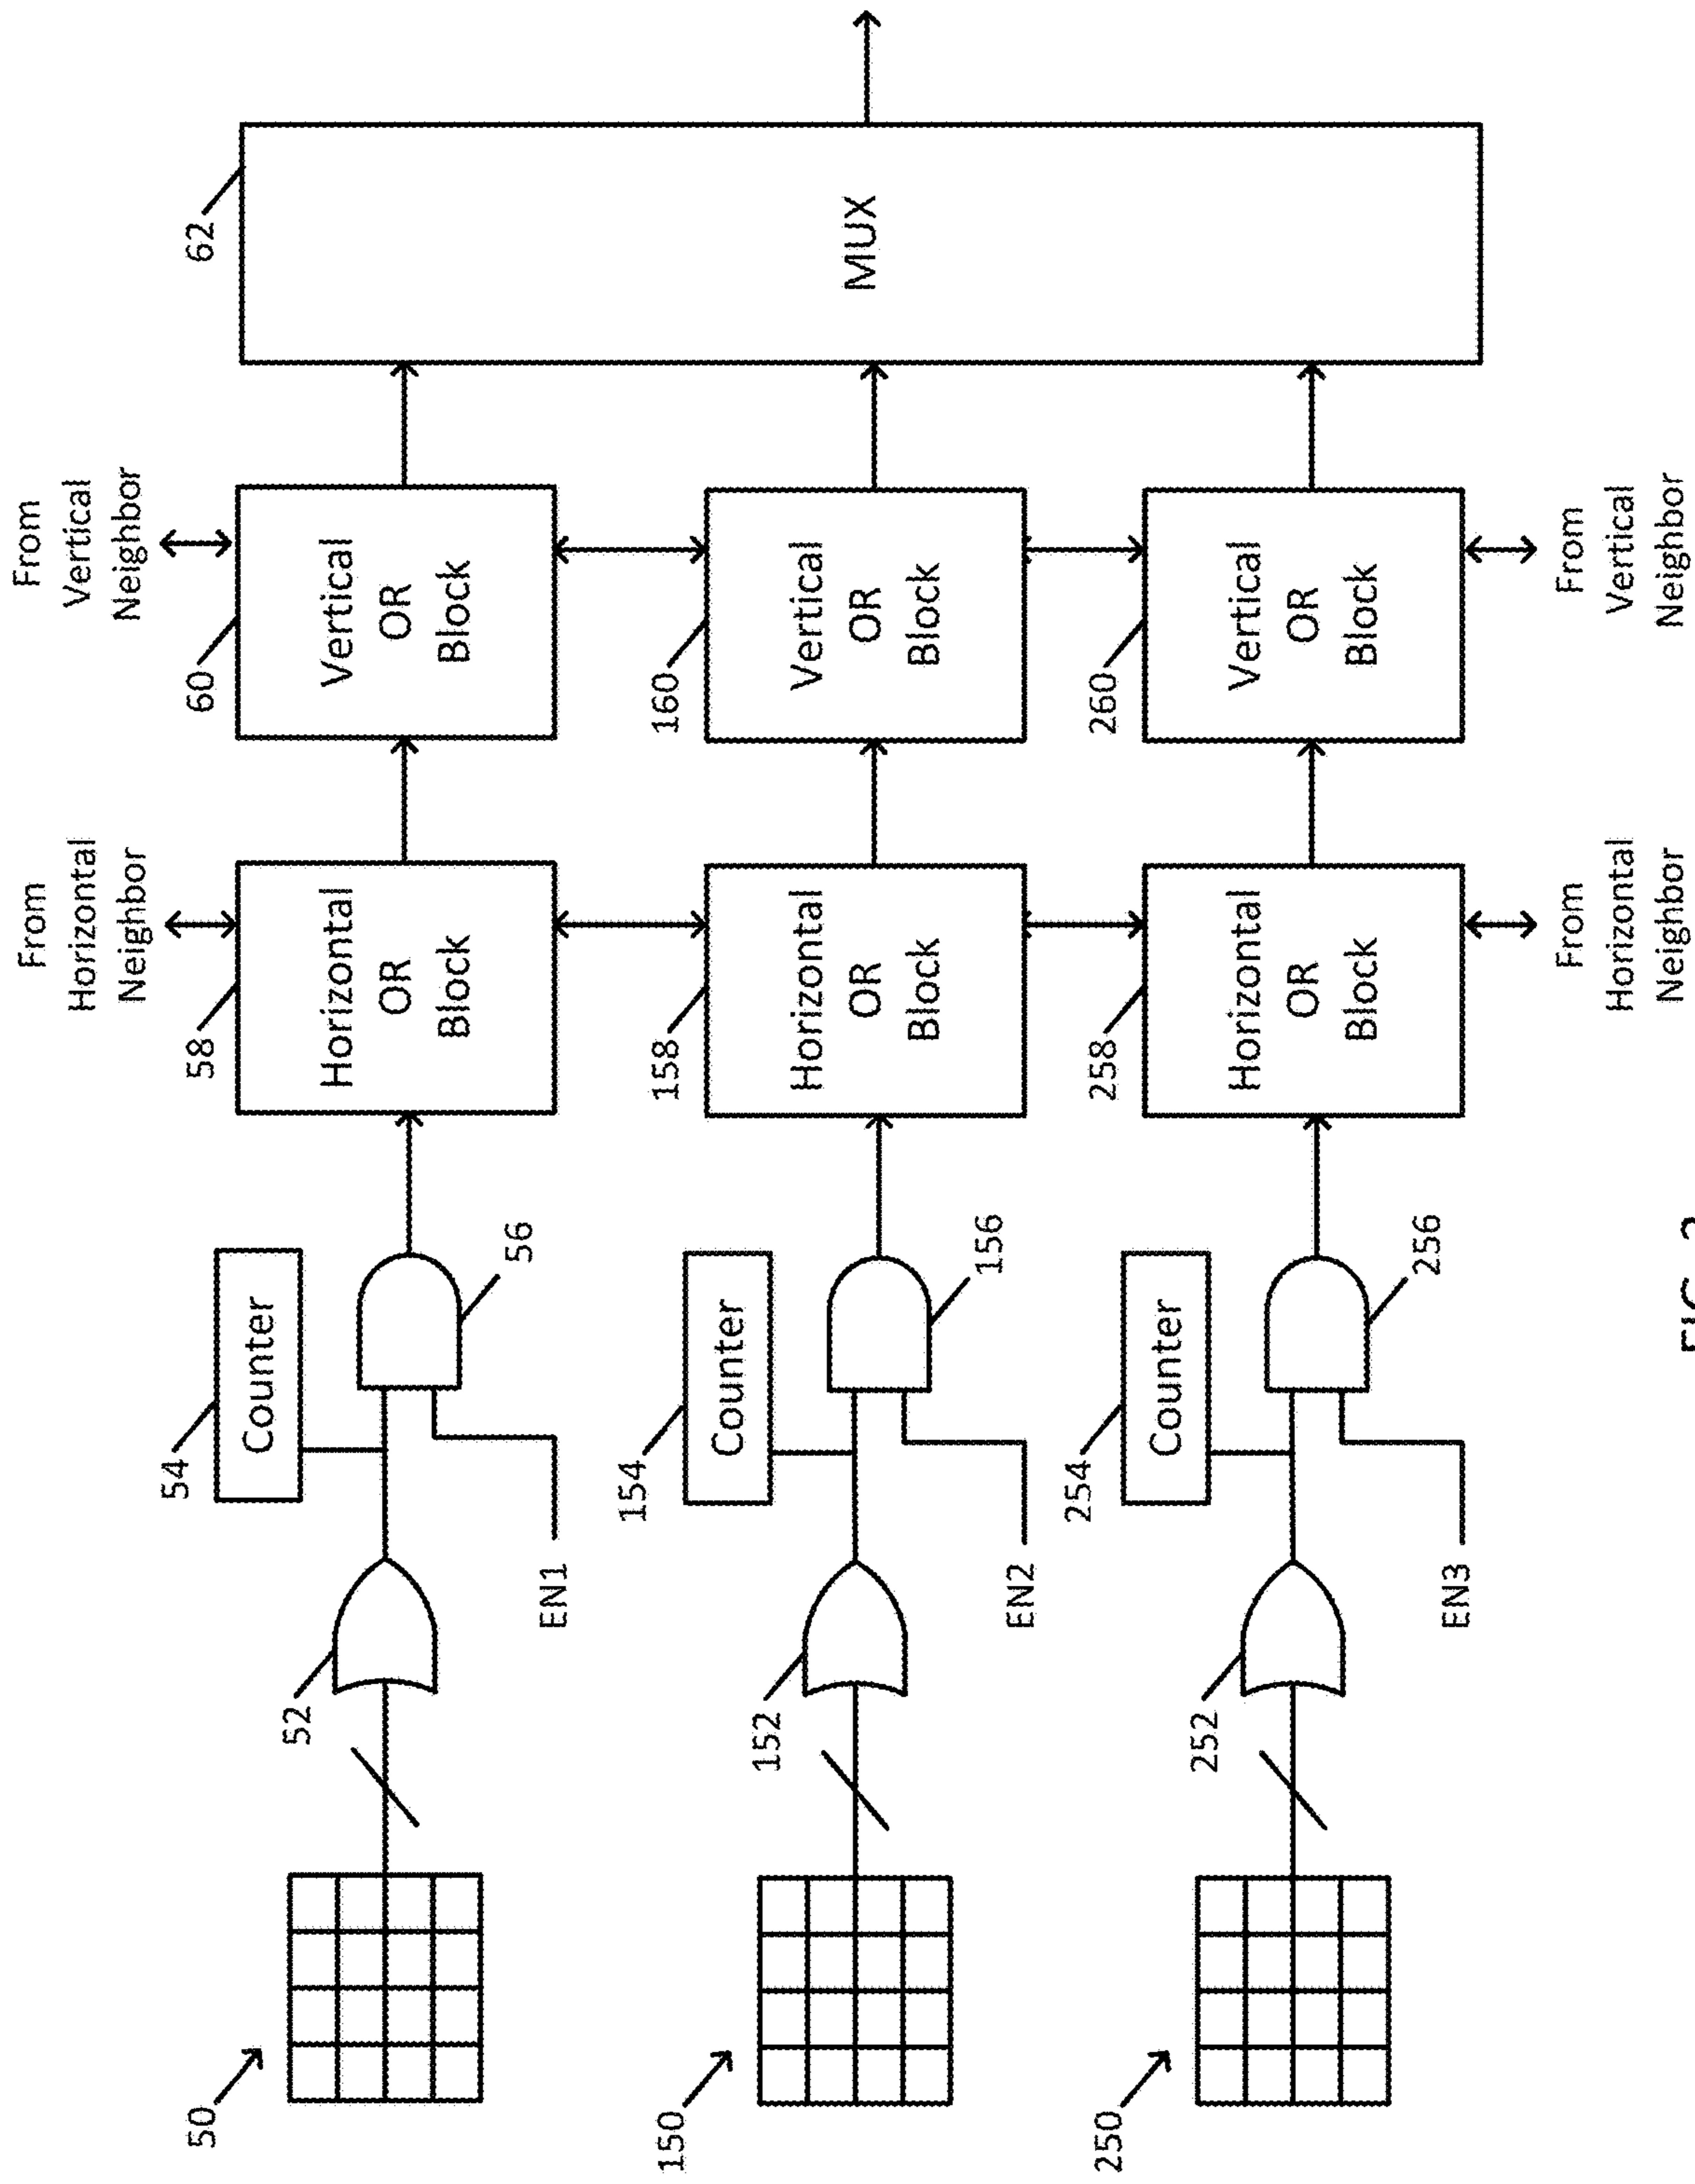 From
Horizontal
Neighbor
From
Vertical
Neighbor
50
52
54
Counter
56
EN1
58
Horizontal
OR
Block
60
Vertical
OR
Block
62
MUX
150
152
154
Counter
156
EN2
158
Horizontal
OR
Block
160
Vertical
OR
Block
250
252
254
Counter
256
EN3
258
Horizontal
OR
Block
260
Vertical
OR
Block
From
Horizontal
Neighbor
From
Vertical
Neighbor
FIG.